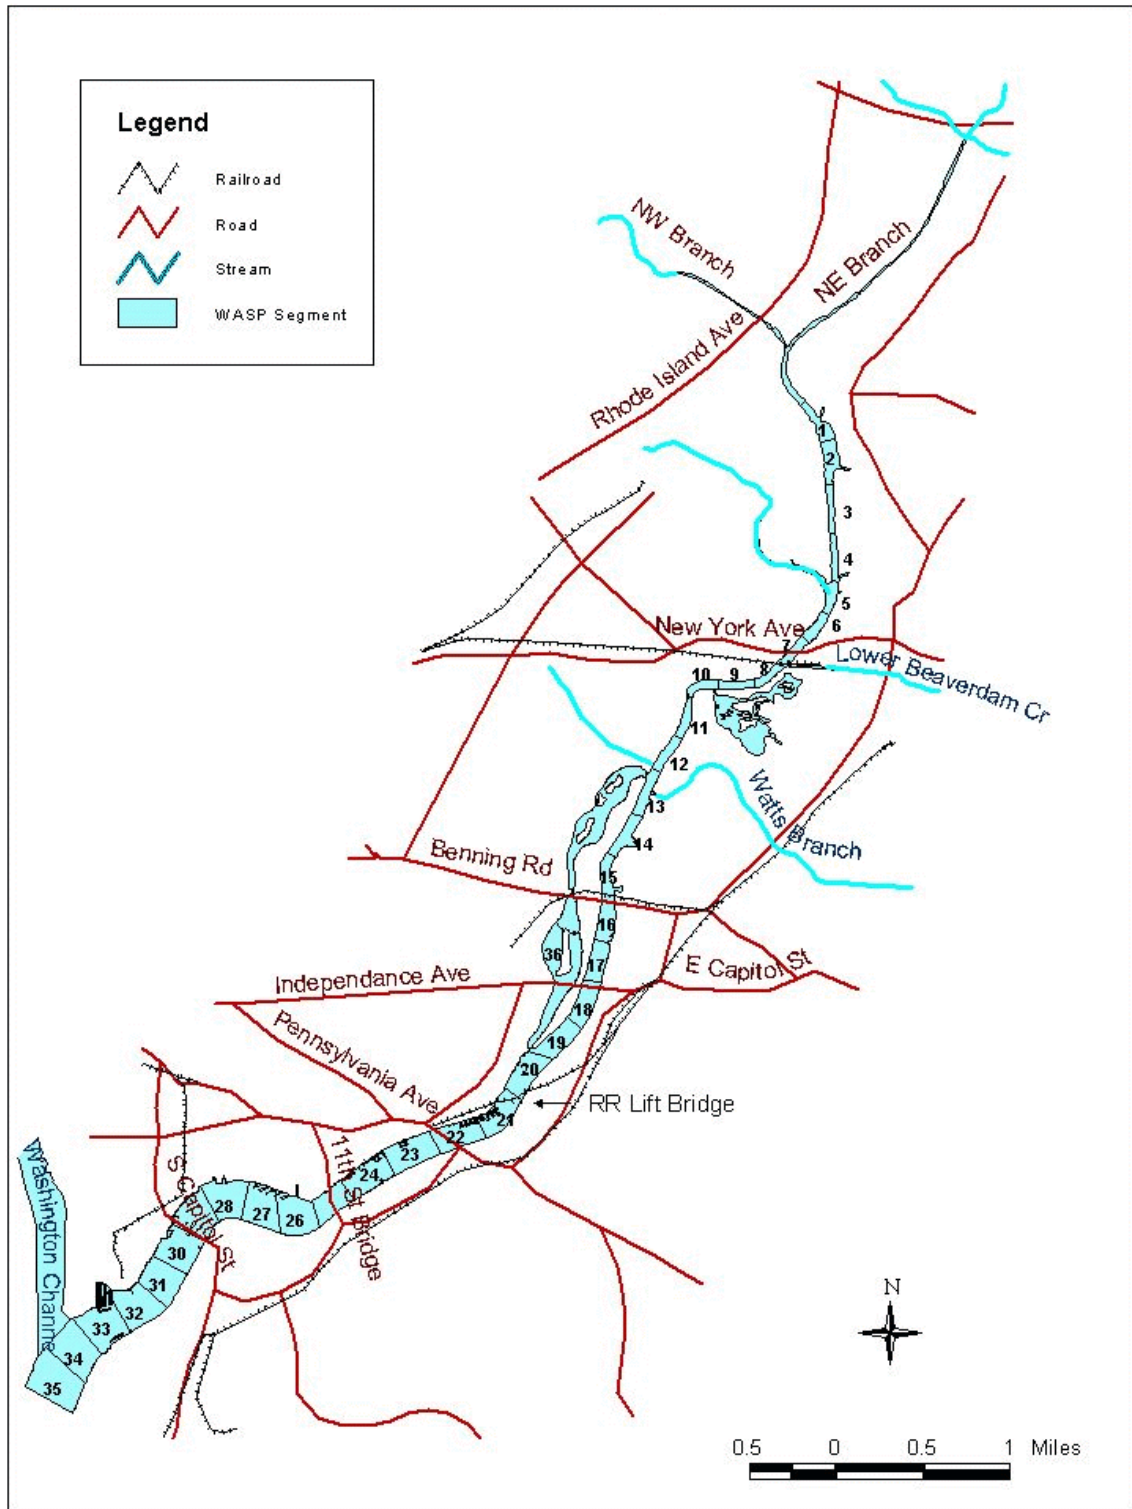 Legend
Railroad
Road
Stream
WASP Segment
NW Branch
NE Branch
Rhode Island Ave
1
2
3
4
5
6
New York Ave
7
Lower Beaverdam Cr
8
9
10
11
12
Watts Branch
13
14
Benning Rd
15
16
36
17
E Capitol St
Independance Ave
18
Pennsylvania Ave
19
20
RR Lift Bridge
21
22
23
11th St Bridge
24
S Capitol St
28
27
26
Washington Channe
30
31
32
33
34
35
N
0.5 0 0.5 1 Miles